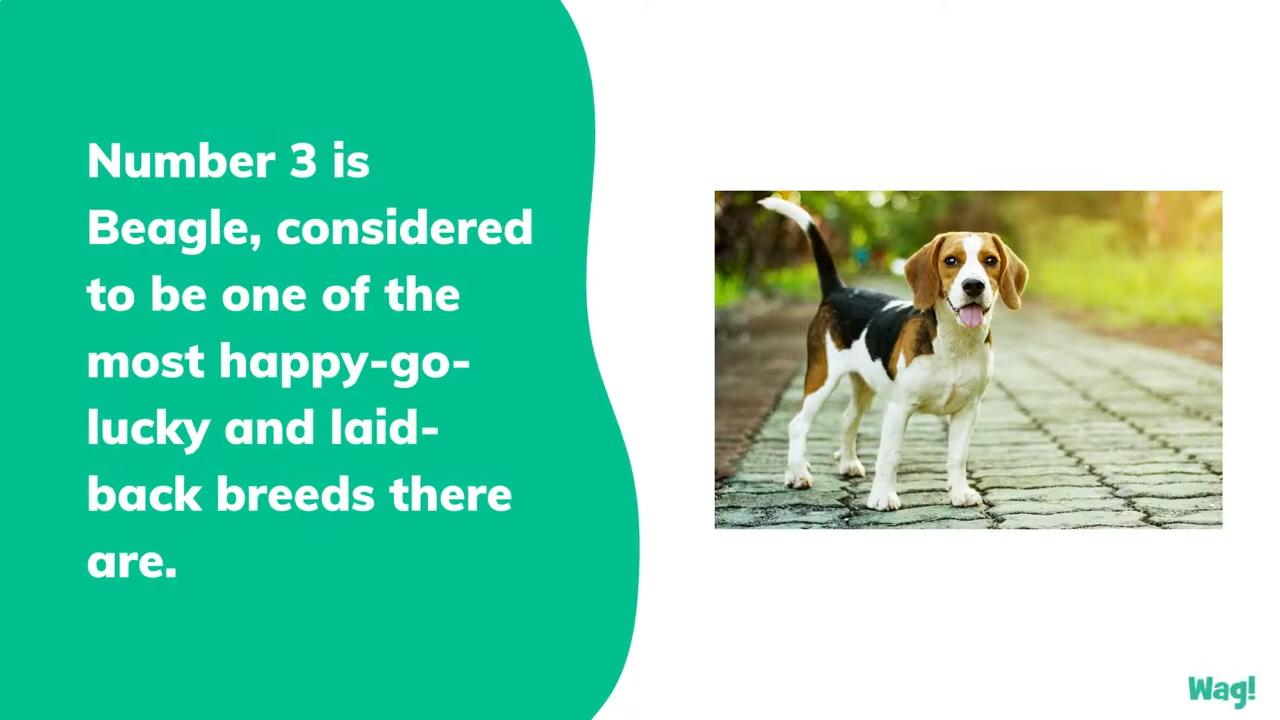 Number 3 is
Beagle, considered
to be one of the
most happy-go-
lucky and laid-
back breeds there
are.
Wag!